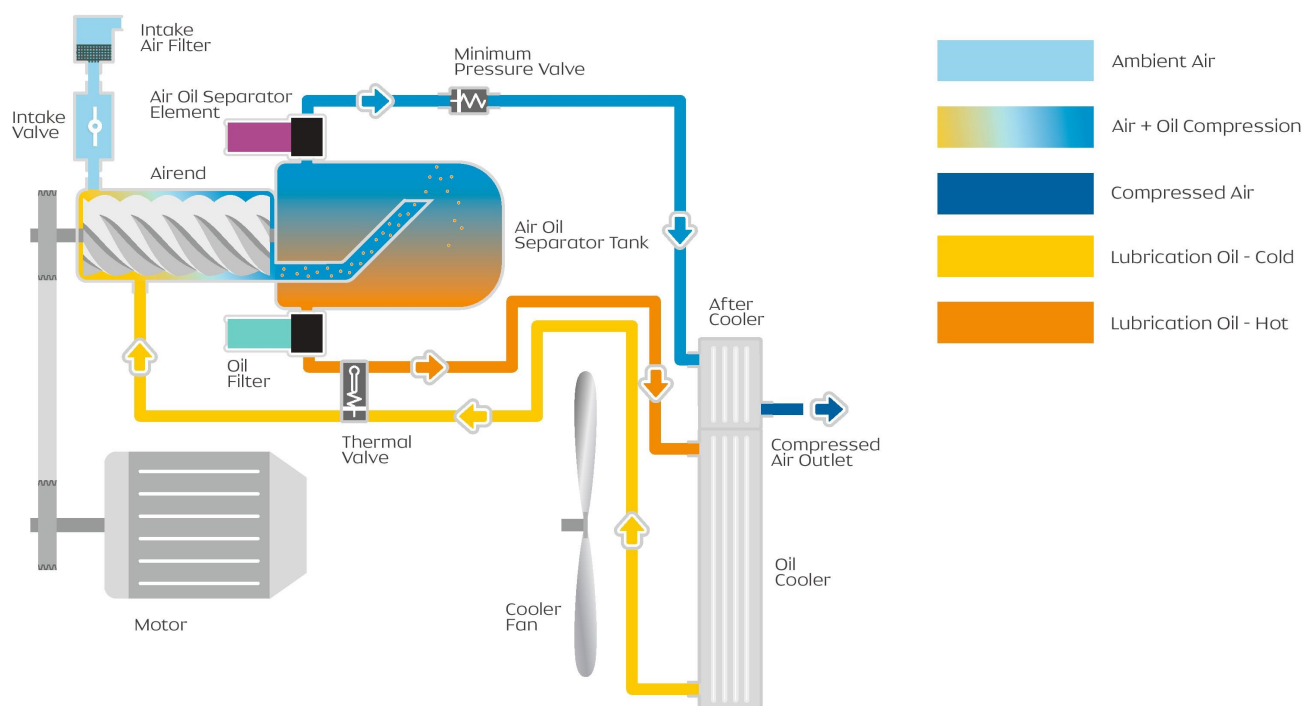 Intake
Air Filter
Minimum
Pressure Valve
Air Oil Separator
Element
Intake
Valve
Airend
Air Oil
Separator Tank
After
Cooler
Oil
Filter
Thermal
Valve
Compressed
Air Outlet
Oil
Cooler
Cooler
Fan
Motor
Ambient Air
Air + Oil Compression
Compressed Air
Lubrication Oil - Cold
Lubrication Oil - Hot